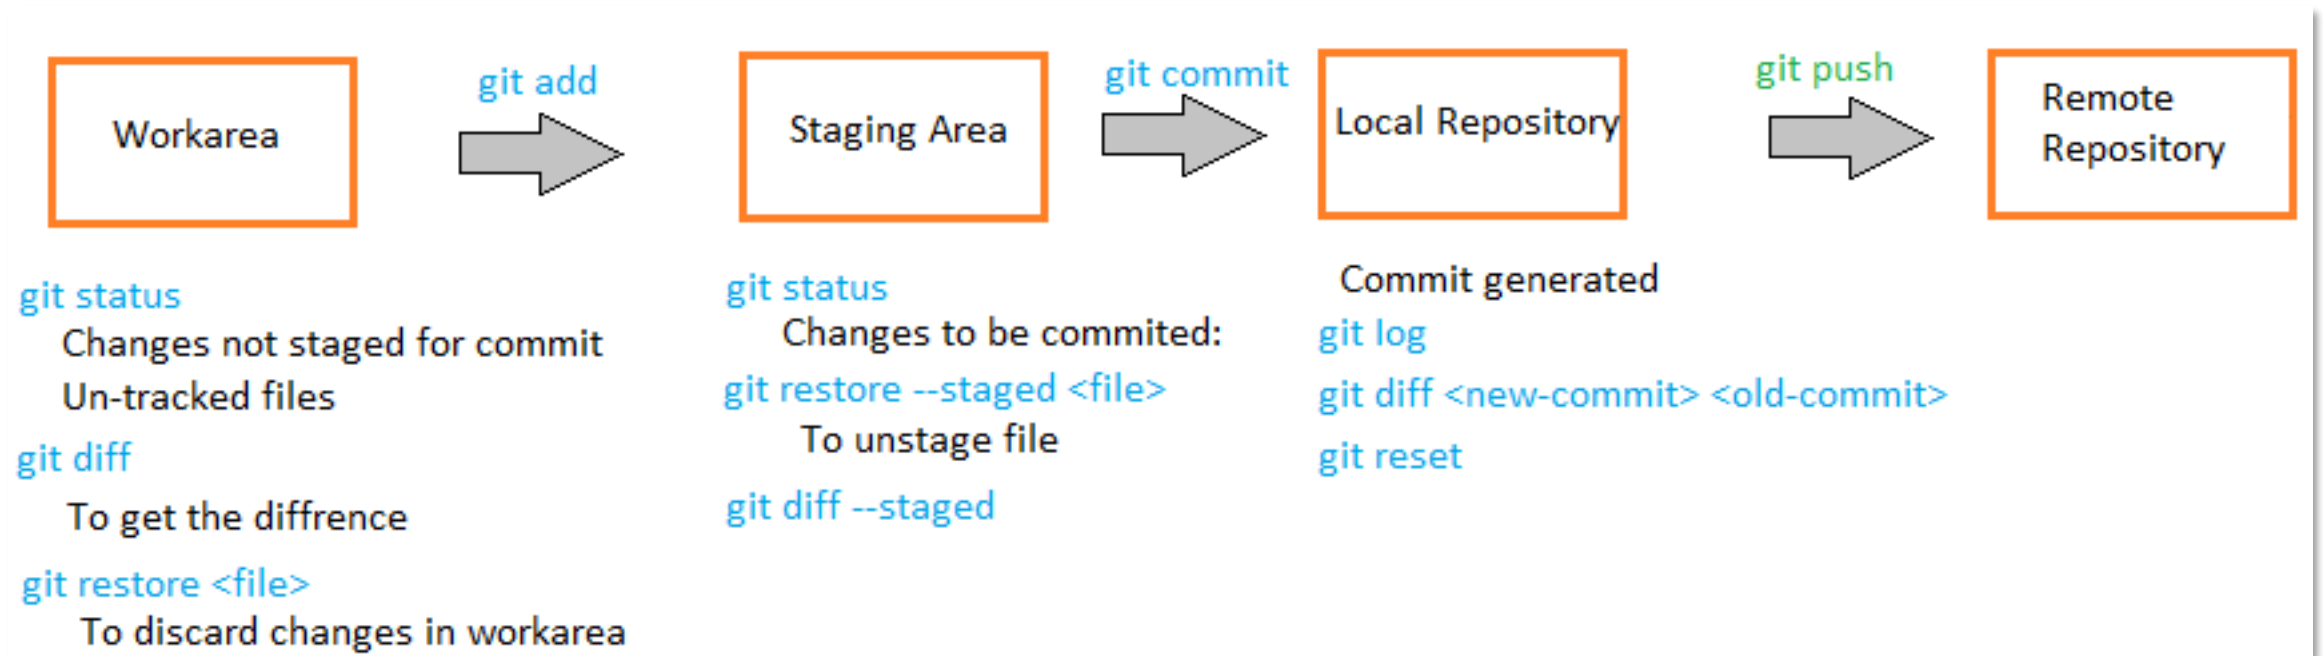 Workarea
git add
Staging Area
git commit
Local Repository
git push
Remote
Repository
git status
Changes not staged for commit
Un-tracked files
git diff
To get the diffrence
git restore <file>
To discard changes in workarea
git status
Changes to be commited:
git restore --staged <file>
To unstage file
git diff --staged
Commit generated
git log
git diff <new-commit> <old-commit>
git reset